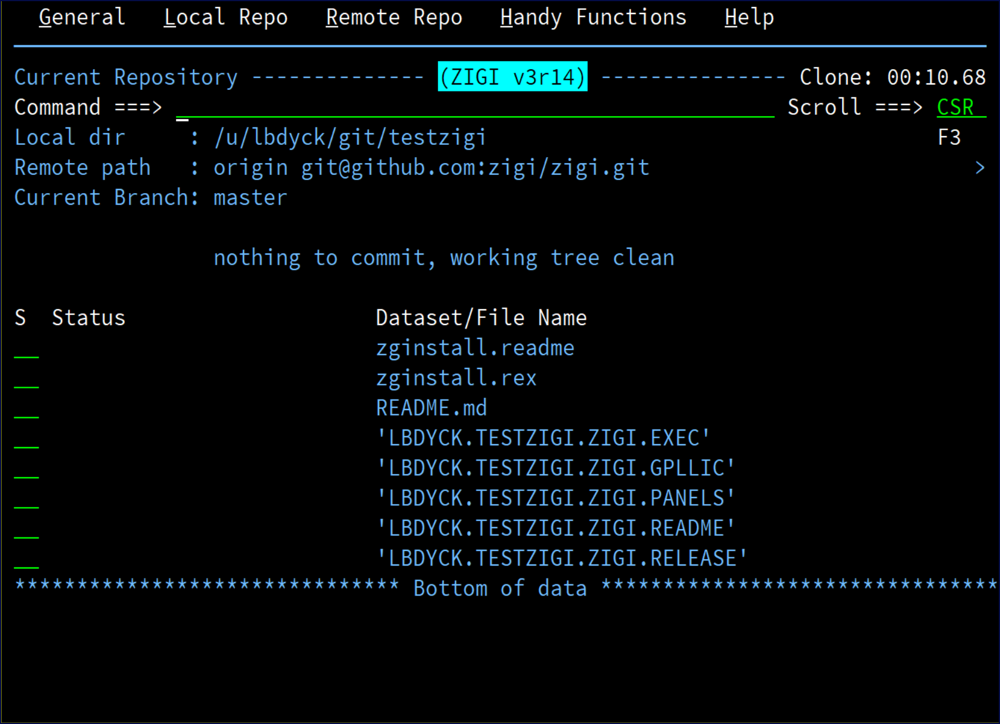 General   Local Repo   Remote Repo   Handy Functions   Help
Current Repository -------------- (ZIGI v3r14) --------------- Clone: 00:10.68
Command ===> Scroll ===> CSR
Local dir     : /u/lbdyck/git/testzigi F3
Remote path   : origin git@github.com:zigi/zigi.git >
Current Branch: master
nothing to commit, working tree clean
S  Status Dataset/File Name
zginstall.readme
zginstall.rex
README.md
'LBDYCK.TESTZIGI.ZIGI.EXEC'
'LBDYCK.TESTZIGI.ZIGI.GPLLIC'
'LBDYCK.TESTZIGI.ZIGI.PANELS'
'LBDYCK.TESTZIGI.ZIGI.README'
'LBDYCK.TESTZIGI.ZIGI.RELEASE'
******************************* Bottom of data ********************************